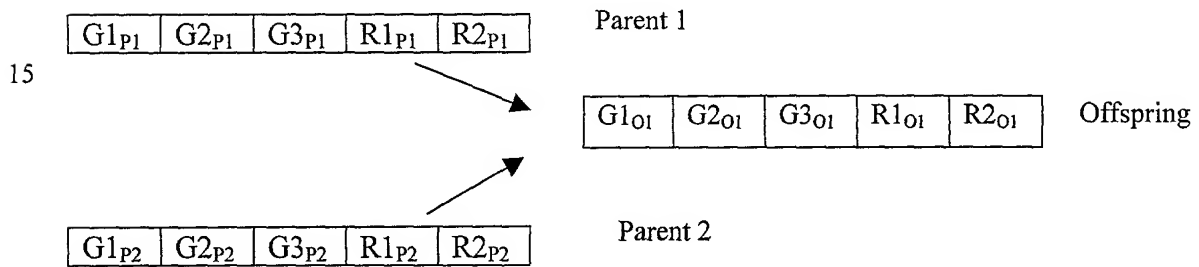 G1P1 G2P1 G3P1 R1P1 R2P1 Parent 1
15
G1O1 G2O1 G3O1 R1O1 R2O1 Offspring
G1P2 G2P2 G3P2 R1P2 R2P2 Parent 2